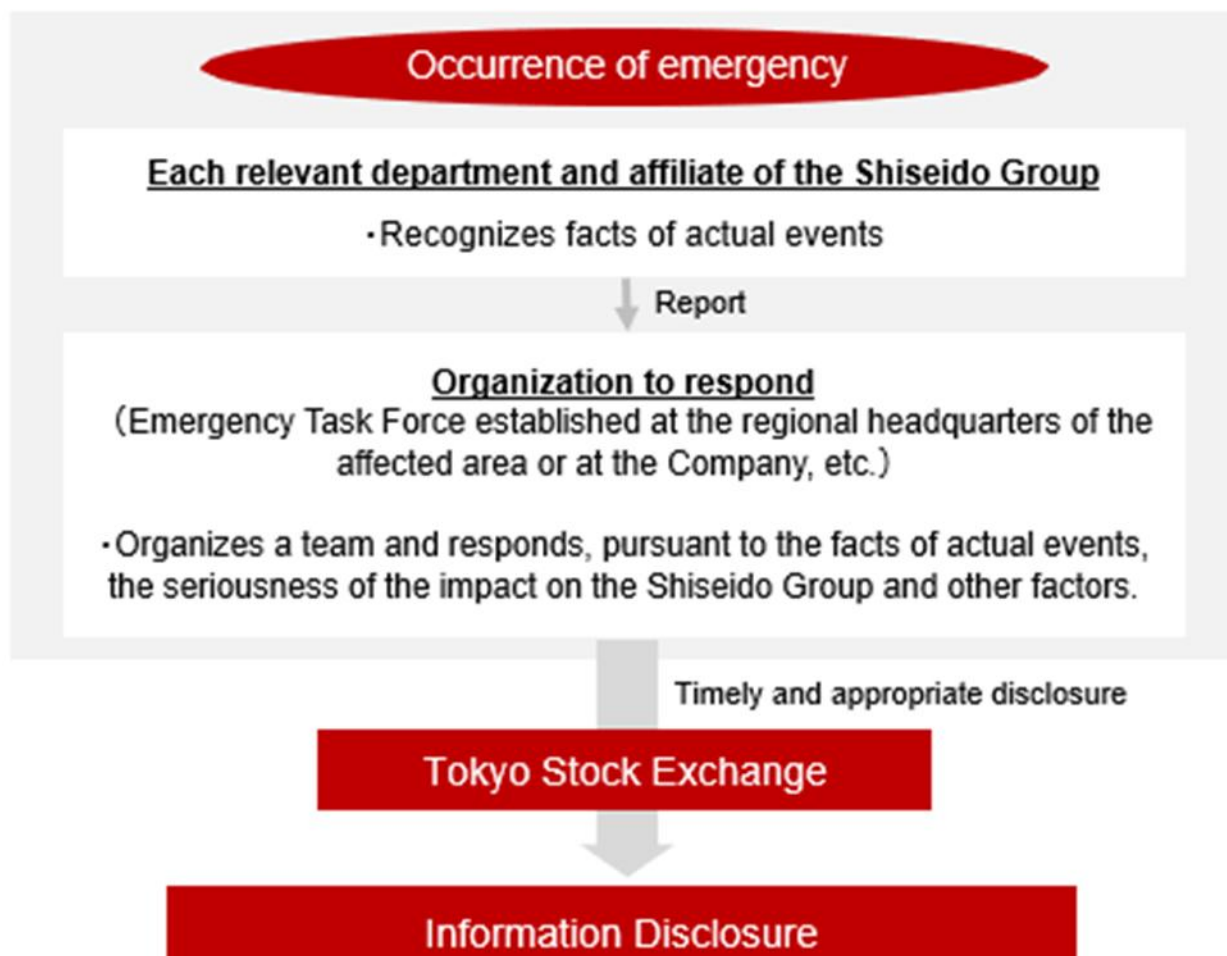 Occurrence of emergency
Each relevant department and affiliate of the Shiseido Group
・Recognizes facts of actual events
Report
Organization to respond
（Emergency Task Force established at the regional headquarters of the
affected area or at the Company, etc.）
・Organizes a team and responds, pursuant to the facts of actual events,
the seriousness of the impact on the Shiseido Group and other factors.
Timely and appropriate disclosure
Tokyo Stock Exchange
Information Disclosure